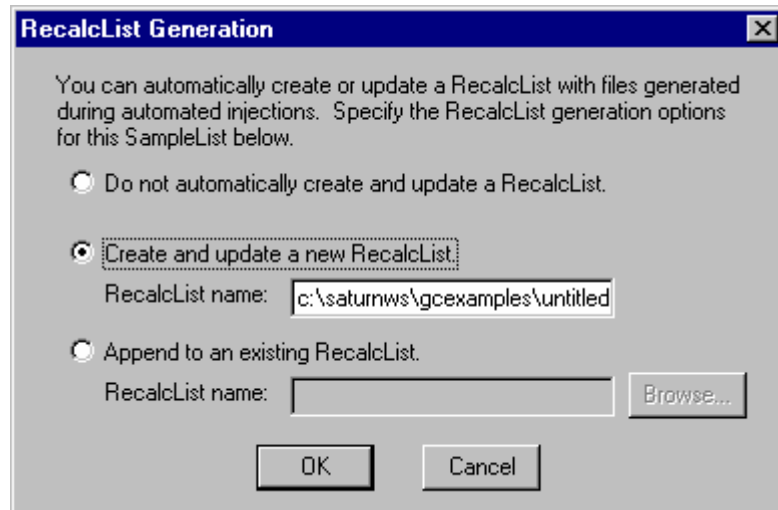 RecalcList Generation
You can automatically create or update a RecalcList with files generated
during automated injections.  Specify the RecalcList generation options
for this SampleList below.
Do not automatically create and update a RecalcList.
Create and update a new RecalcList.
RecalcList name: c:\saturnws\gcexamples\untitled
Append to an existing RecalcList.
RecalcList name: Browse...
OK Cancel